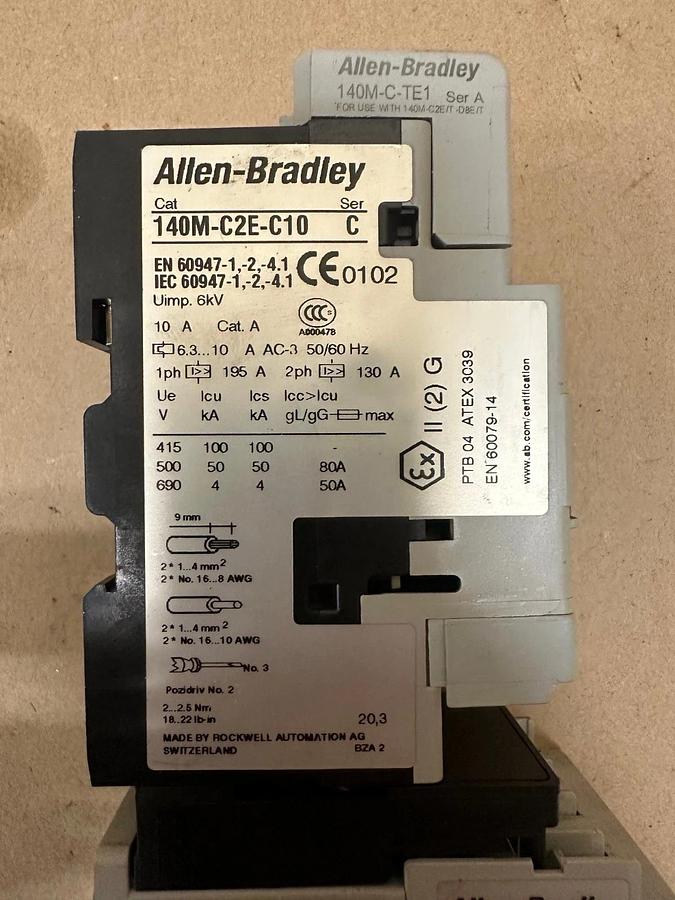 Allen-Bradley
140M-C-TE1 Ser A
FOR USE WITH 140M-C2E/T -D8E/T
Allen-Bradley
Cat Ser
140M-C2E-C10 C
EN 60947-1,-2,-4.1
IEC 60947-1,-2,-4.1
CE 0102
Uimp. 6kV
CCC S
A000478
10 A Cat. A
6.3...10 A AC-3 50/60 Hz
1ph I>> 195 A 2ph I>> 130 A
Ue Icu Ics Icc>Icu
V kA kA gL/gG max
415 100 100 -
500 50 50 80A
690 4 4 50A
9 mm
2* 1...4 mm²
2* No. 16...8 AWG
2* 1...4 mm²
2* No. 16...10 AWG
No. 3
Pozidriv No. 2
2...2.5 Nm
18...22 lb-in
20,3
MADE BY ROCKWELL AUTOMATION AG
SWITZERLAND BZA 2
Ex II (2) G
PTB 04 ATEX 3039
EN 60079-14
www.ab.com/certification
Allen-Bradley